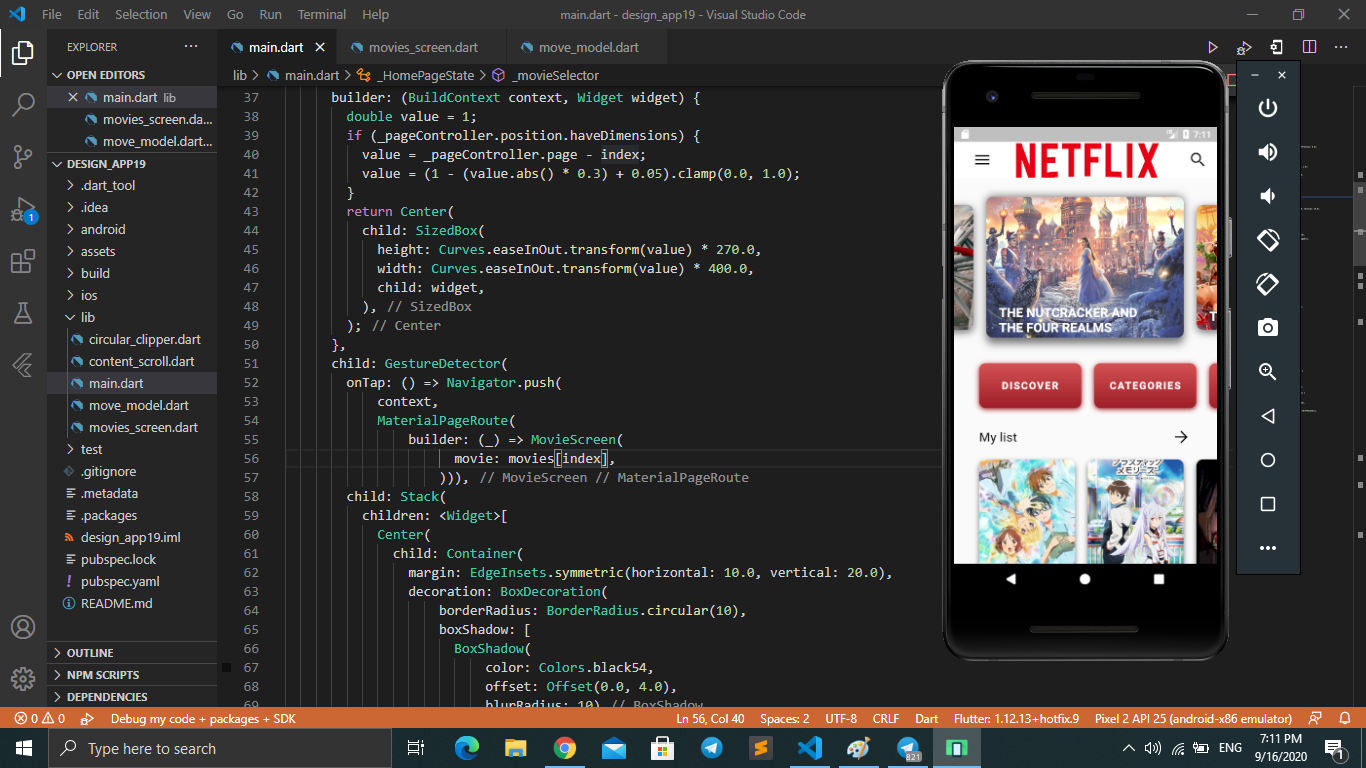 File Edit Selection View Go Run Terminal Help
main.dart - design_app19 - Visual Studio Code
EXPLORER
OPEN EDITORS
main.dart lib
movies_screen.da...
move_model.dart...
DESIGN_APP19
.dart_tool
.idea
android
assets
build
ios
lib
circular_clipper.dart
content_scroll.dart
main.dart
move_model.dart
movies_screen.dart
test
.gitignore
.metadata
.packages
design_app19.iml
pubspec.lock
pubspec.yaml
README.md
OUTLINE
NPM SCRIPTS
DEPENDENCIES
1
main.dart movies_screen.dart move_model.dart
lib > main.dart > _HomePageState > _movieSelector
37 builder: (BuildContext context, Widget widget) {
38 double value = 1;
39 if (_pageController.position.haveDimensions) {
40 value = _pageController.page - index;
41 value = (1 - (value.abs() * 0.3) + 0.05).clamp(0.0, 1.0);
42 }
43 return Center(
44 child: SizedBox(
45 height: Curves.easeInOut.transform(value) * 270.0,
46 width: Curves.easeInOut.transform(value) * 400.0,
47 child: widget,
48 ), // SizedBox
49 ); // Center
50 },
51 child: GestureDetector(
52 onTap: () => Navigator.push(
53 context,
54 MaterialPageRoute(
55 builder: (_) => MovieScreen(
56 movie: movies[index],
57 ))), // MovieScreen // MaterialPageRoute
58 child: Stack(
59 children: <Widget>[
60 Center(
61 child: Container(
62 margin: EdgeInsets.symmetric(horizontal: 10.0, vertical: 20.0),
63 decoration: BoxDecoration(
64 borderRadius: BorderRadius.circular(10),
65 boxShadow: [
66 BoxShadow(
67 color: Colors.black54,
68 offset: Offset(0.0, 4.0),
69 blurRadius: 10) // BoxShadow
7:11
NETFLIX
THE NUTCRACKER AND
THE FOUR REALMS
DISCOVER CATEGORIES
My list
0 0 Debug my code + packages + SDK
Ln 56, Col 40 Spaces: 2 UTF-8 CRLF Dart Flutter: 1.12.13+hotfix.9 Pixel 2 API 25 (android-x86 emulator)
Type here to search
821
ENG
7:11 PM
9/16/2020
1